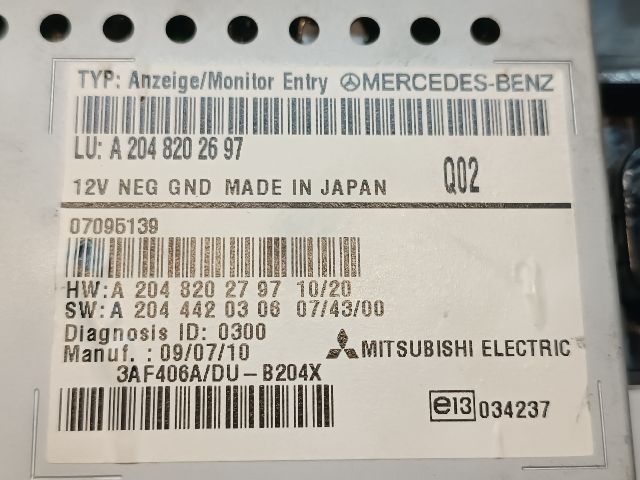 TYP: Anzeige/Monitor Entry MERCEDES-BENZ
LU: A 204 820 26 97
12V NEG GND MADE IN JAPAN Q02
07095139
HW:A 204 820 27 97 10/20
SW:A 204 442 03 06 07/43/00
Diagnosis ID: 0300
Manuf. : 09/07/10 MITSUBISHI ELECTRIC
3AF406A/DU-B204X
e13 034237